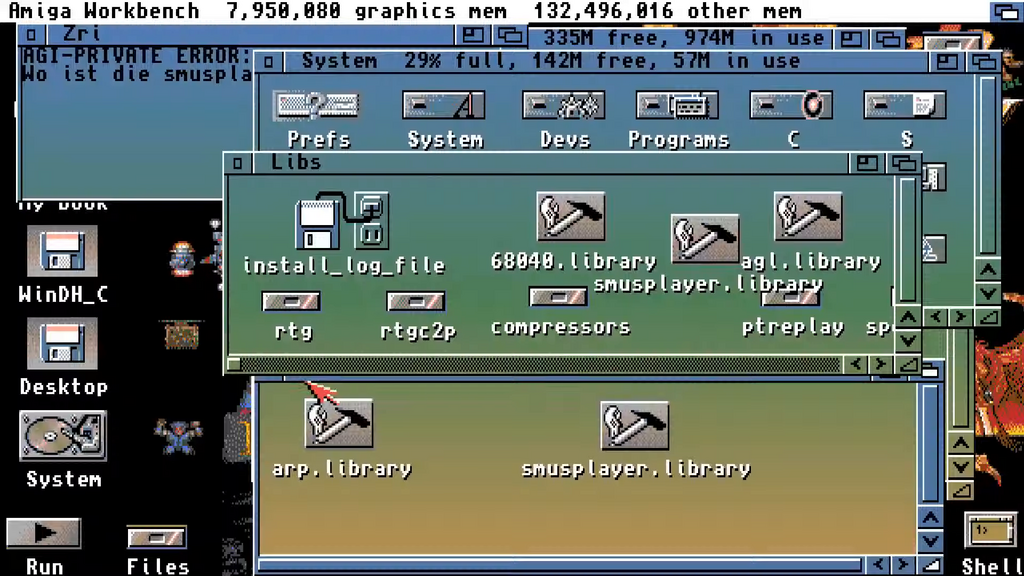 Amiga Workbench  7,950,080 graphics mem  132,496,016 other mem
Zri
335M free, 974M in use
AGI-PRIVATE ERROR:
Wo ist die
System  29% full, 142M free, 57M in use
Prefs
System
Devs
Programs
C
S
Libs
My Book
WinDH_C
install_log_file
68040.library
smusplayer.library
agl.library
rtg
rtgc2p
compressors
ptreplay
Desktop
System
arp.library
smusplayer.library
Run
Files
1>
Shell